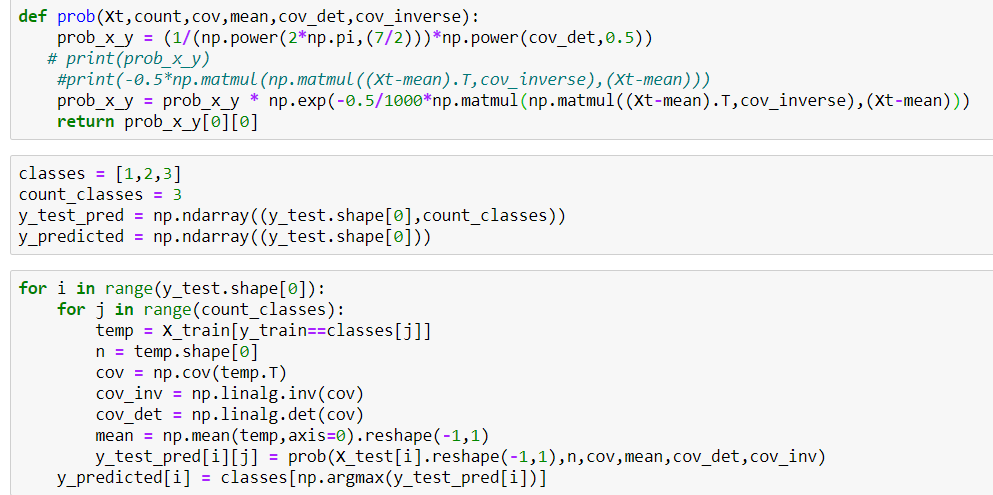 def prob(Xt,count,cov,mean,cov_det,cov_inverse):
    prob_x_y = (1/(np.power(2*np.pi,(7/2)))*np.power(cov_det,0.5))
   # print(prob_x_y)
    #print(-0.5*np.matmul(np.matmul((Xt-mean).T,cov_inverse),(Xt-mean)))
    prob_x_y = prob_x_y * np.exp(-0.5/1000*np.matmul(np.matmul((Xt-mean).T,cov_inverse),(Xt-mean)))
    return prob_x_y[0][0]
classes = [1,2,3]
count_classes = 3
y_test_pred = np.ndarray((y_test.shape[0],count_classes))
y_predicted = np.ndarray((y_test.shape[0]))
for i in range(y_test.shape[0]):
    for j in range(count_classes):
        temp = X_train[y_train==classes[j]]
        n = temp.shape[0]
        cov = np.cov(temp.T)
        cov_inv = np.linalg.inv(cov)
        cov_det = np.linalg.det(cov)
        mean = np.mean(temp,axis=0).reshape(-1,1)
        y_test_pred[i][j] = prob(X_test[i].reshape(-1,1),n,cov,mean,cov_det,cov_inv)
    y_predicted[i] = classes[np.argmax(y_test_pred[i])]